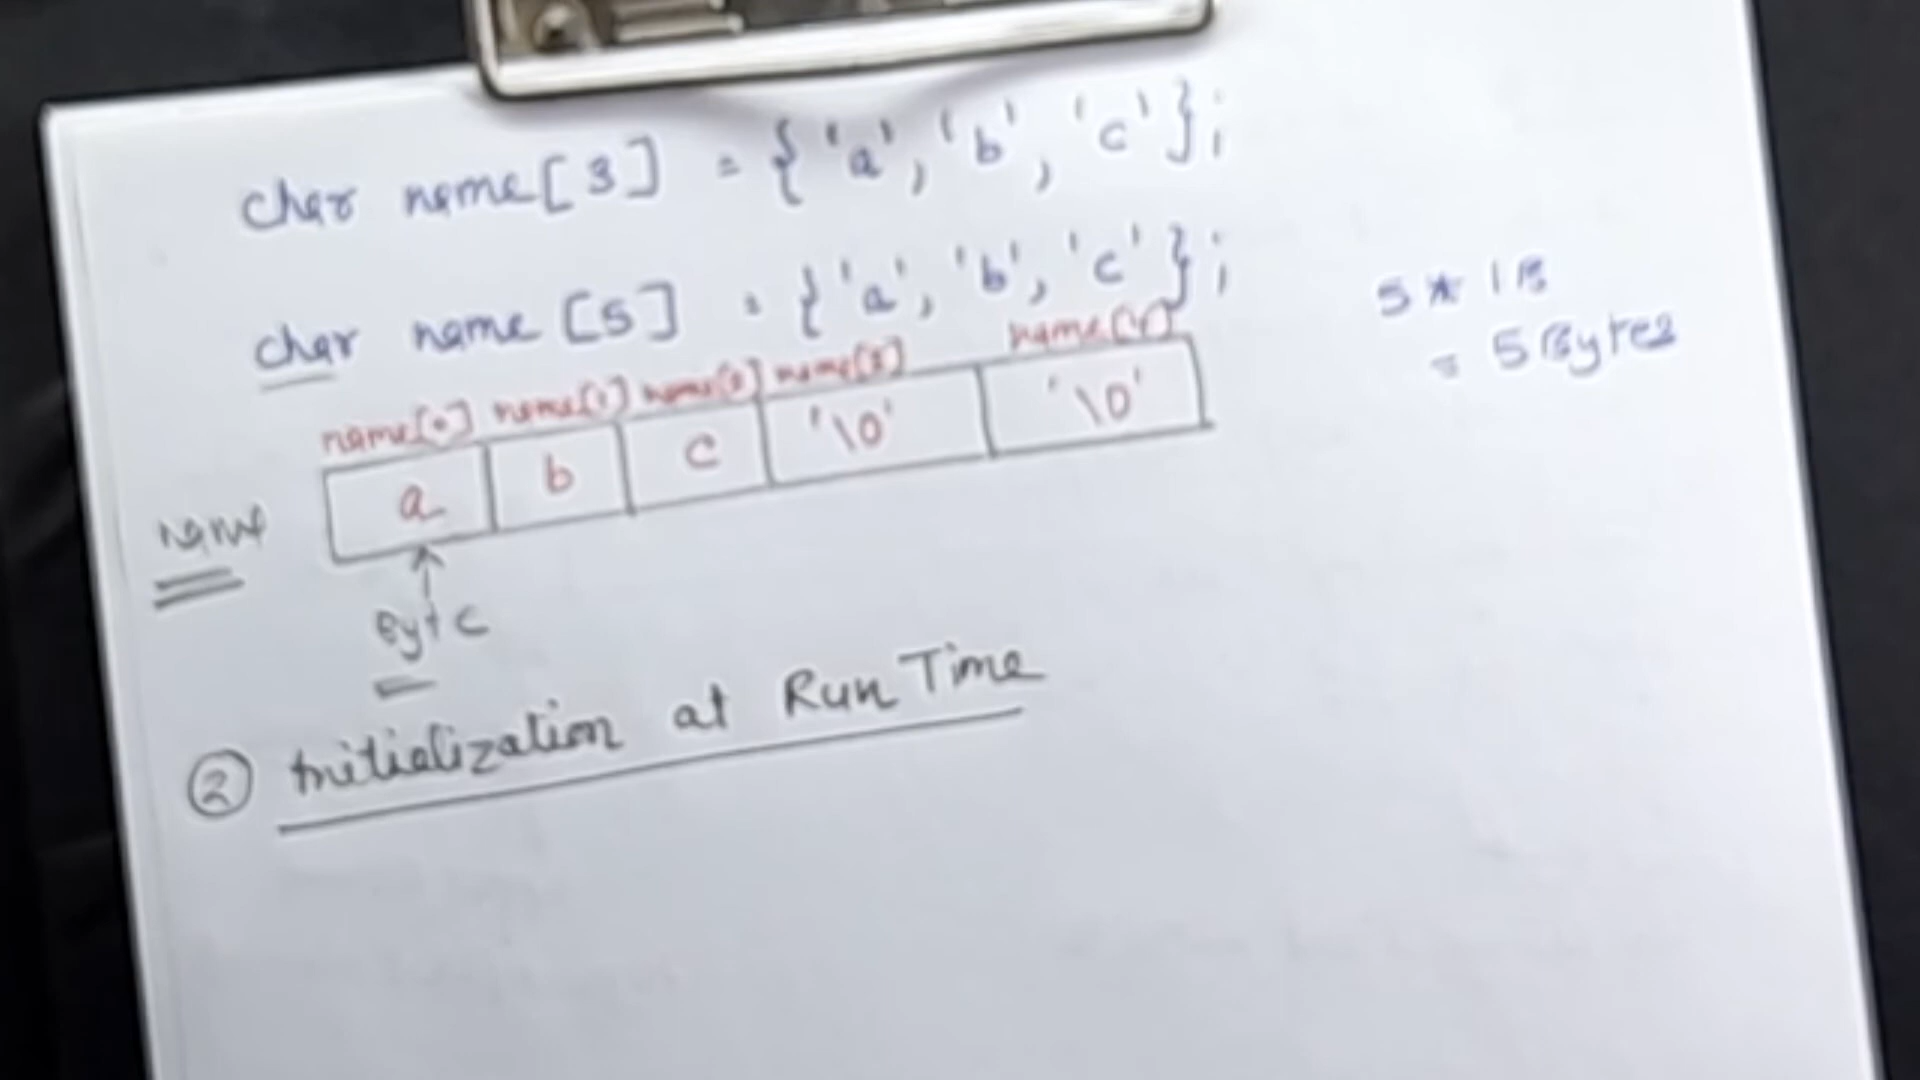 char name[3] = {'a', 'b', 'c'};
char name [5] = {'a', 'b', 'c'};
5 * 1B
= 5 Bytes
name[0] name[1] name[2] name[3] name[4]
a b c '\0' '\0'
name
Byte
② Initialization at Run Time